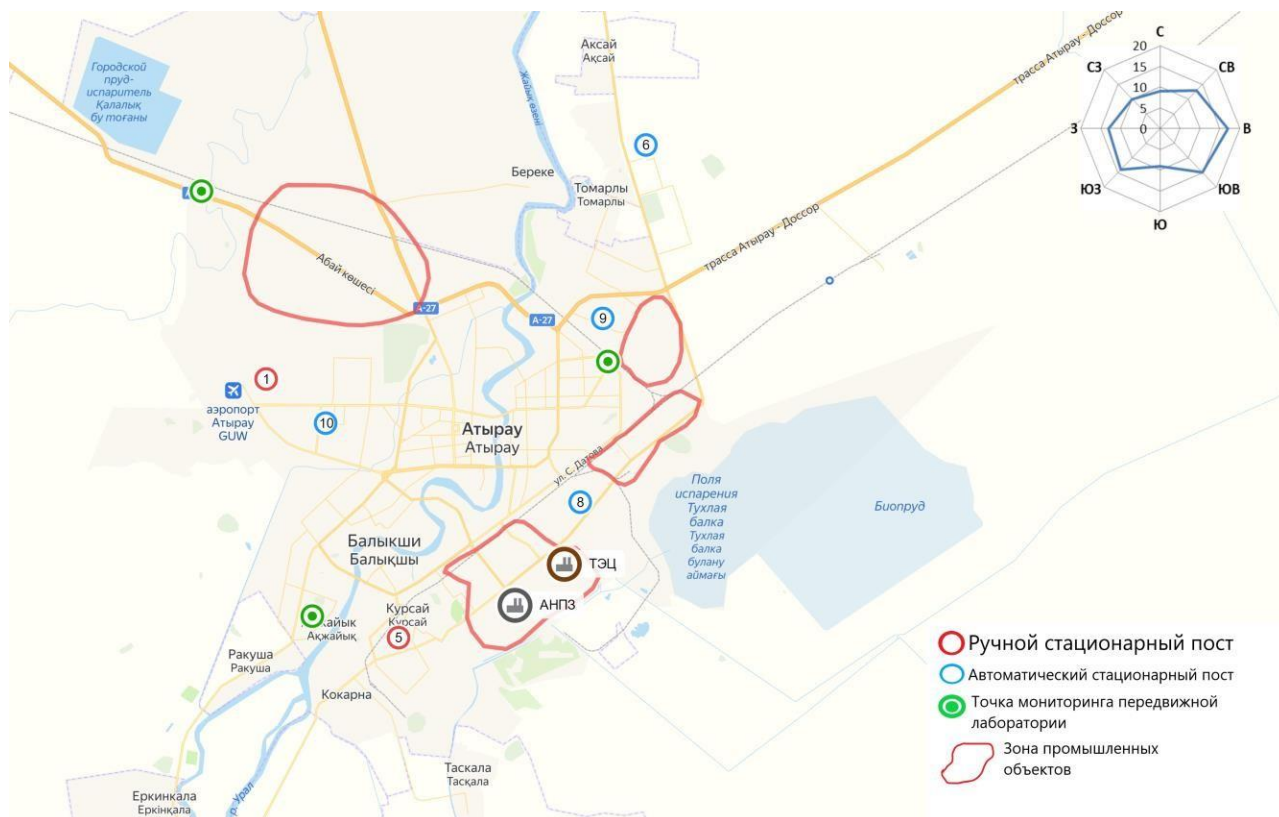 Городской
пруд-
испаритель
Қалалық
бу тоғаны
Аксай
Ақсай
Жайық өзені
трасса Атырау - Доссор
С
СВ
В
ЮВ
Ю
ЮЗ
З
СЗ
20
15
10
5
0
6
Береке
Томарлы
Томарлы
трасса Атырау - Доссор
Абай көшесі
А-27
А-27
9
1
аэропорт
Атырау
GUW
10
Атырау
Атырау
ул. С. Датова
8
Поля
испарения
Тухлая
балка
Тухлая
балка
булану
аймағы
Биопруд
Балыкши
Балықшы
ТЭЦ
АНПЗ
Ақжайық
Курсай
Курсай
5
Ракуша
Ракуша
Кокарна
Таскала
Тасқала
Еркинкала
Еркінқала
р. Урал
Ручной стационарный пост
Автоматический стационарный пост
Точка мониторинга передвижной
лаборатории
Зона промышленных
объектов